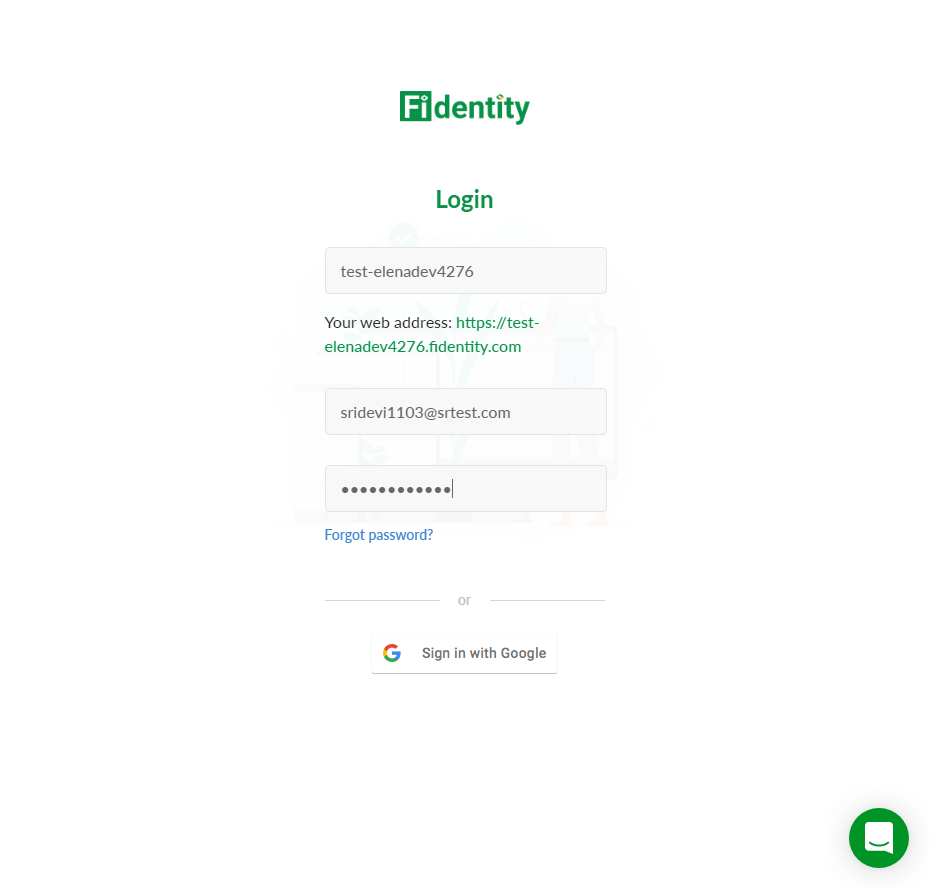 Fidentity
Login
test-elenadev4276
Your web address: https://test-
elenadev4276.fidentity.com
sridevi1103@srtest.com
••••••••••••
Forgot password?
or
Sign in with Google